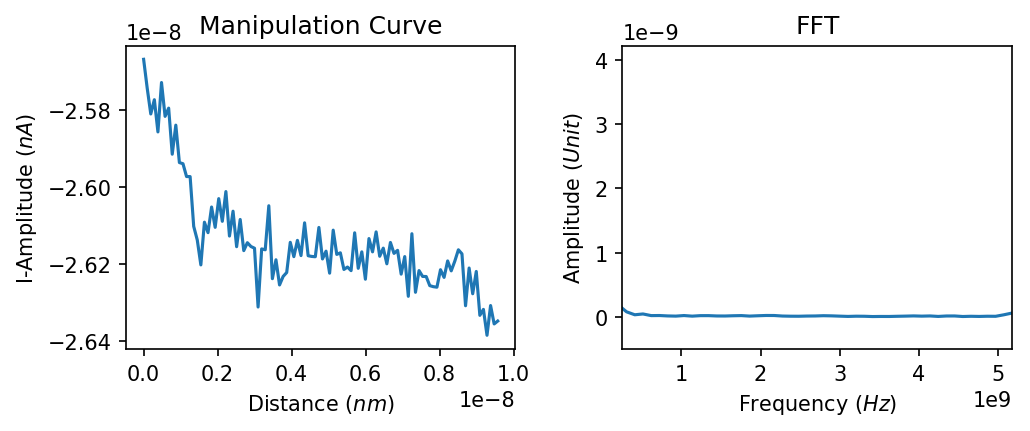 Manipulation Curve
1e−8
I-Amplitude (nA)
−2.58
−2.60
−2.62
−2.64
0.0 0.2 0.4 0.6 0.8 1.0
Distance (nm)
1e−8
FFT
1e−9
Amplitude (Unit)
4
3
2
1
0
1 2 3 4 5
Frequency (Hz)
1e9